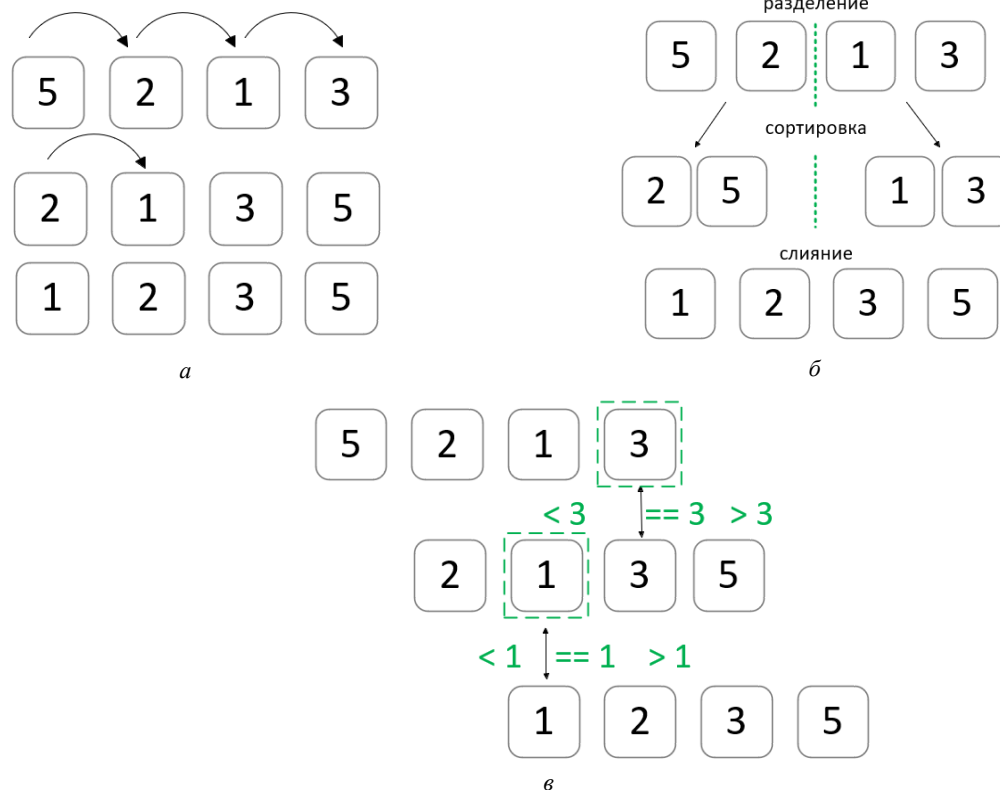 5 2 1 3
2 1 3 5
1 2 3 5
а
разделение
5 2 1 3
сортировка
2 5 1 3
слияние
1 2 3 5
б
5 2 1 3
< 3 == 3 > 3
2 1 3 5
< 1 == 1 > 1
1 2 3 5
в